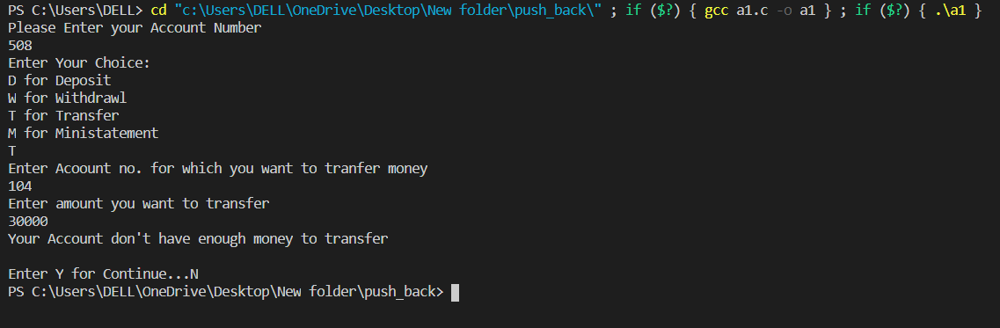 PS C:\Users\DELL> cd "c:\Users\DELL\OneDrive\Desktop\New folder\push_back\" ; if ($?) { gcc a1.c -o a1 } ; if ($?) { .\a1 }
Please Enter your Account Number
508
Enter Your Choice:
D for Deposit
W for Withdrawl
T for Transfer
M for Ministatement
T
Enter Acoount no. for which you want to tranfer money
104
Enter amount you want to transfer
30000
Your Account don't have enough money to transfer
Enter Y for Continue...N
PS C:\Users\DELL\OneDrive\Desktop\New folder\push_back>